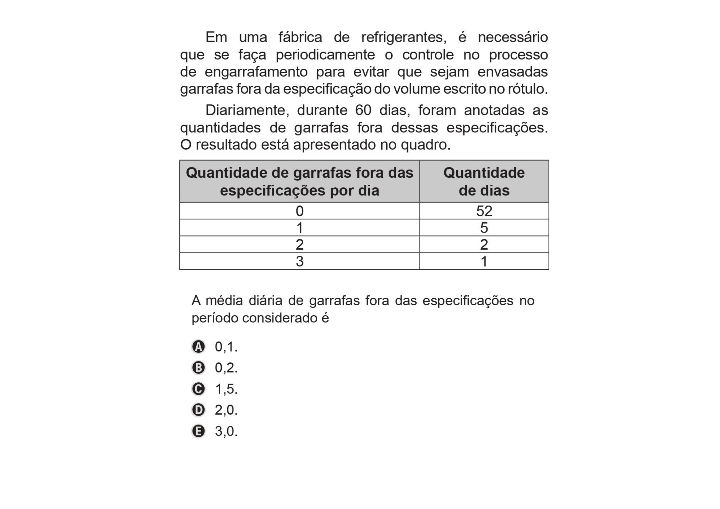 Em uma fábrica de refrigerantes, é necessário
que se faça periodicamente o controle no processo
de engarrafamento para evitar que sejam envasadas
garrafas fora da especificação do volume escrito no rótulo.
Diariamente, durante 60 dias, foram anotadas as
quantidades de garrafas fora dessas especificações.
O resultado está apresentado no quadro.
Quantidade de garrafas fora das especificações por dia Quantidade de dias
0 52
1 5
2 2
3 1
A média diária de garrafas fora das especificações no
período considerado é
A 0,1.
B 0,2.
C 1,5.
D 2,0.
E 3,0.